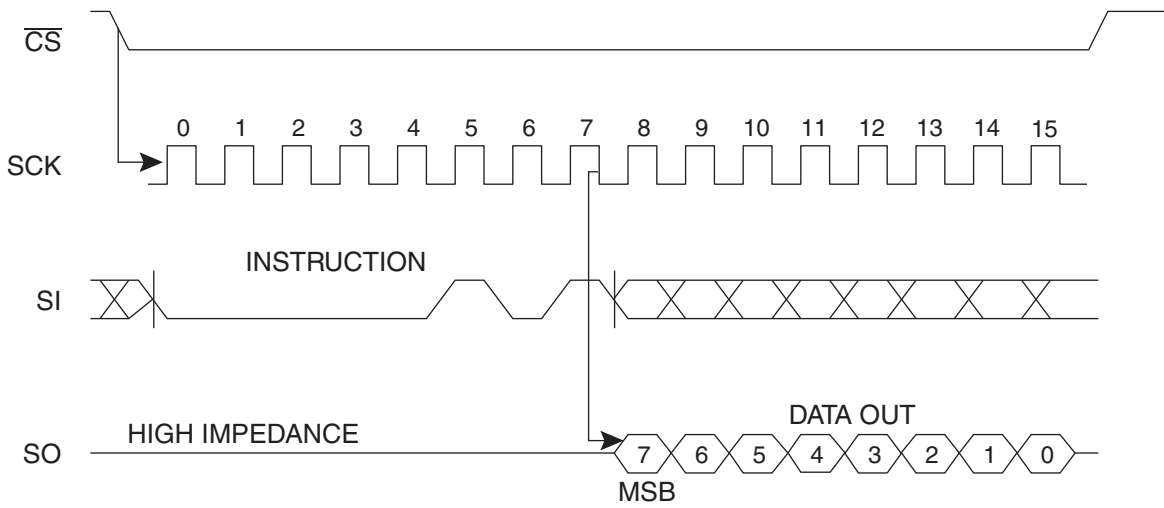 C̅S̅
0 1 2 3 4 5 6 7 8 9 10 11 12 13 14 15
SCK
INSTRUCTION
SI
DATA OUT
HIGH IMPEDANCE
SO
7 6 5 4 3 2 1 0
MSB